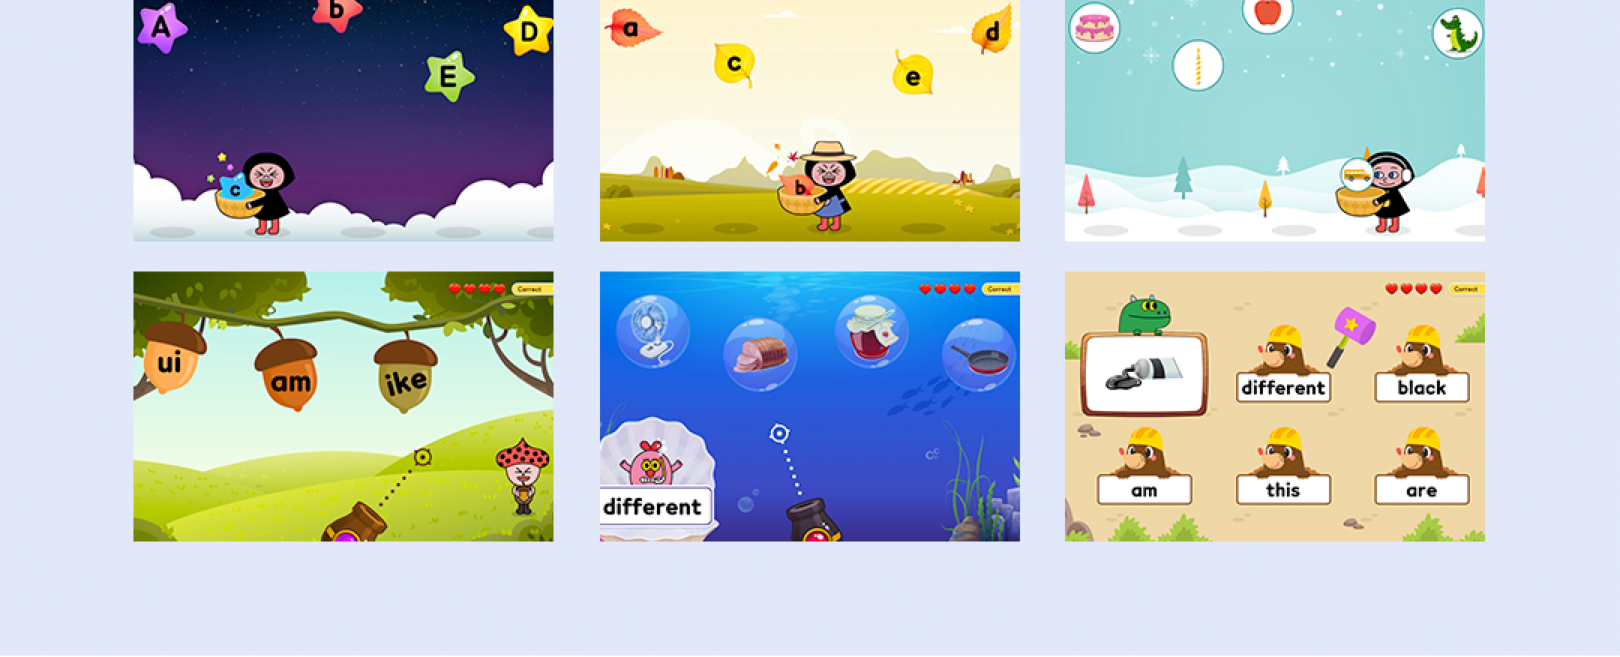 A
b
D
E
c
a
d
c
e
b
Correct
ui
am
ike
Correct
different
Correct
different
black
am
this
are